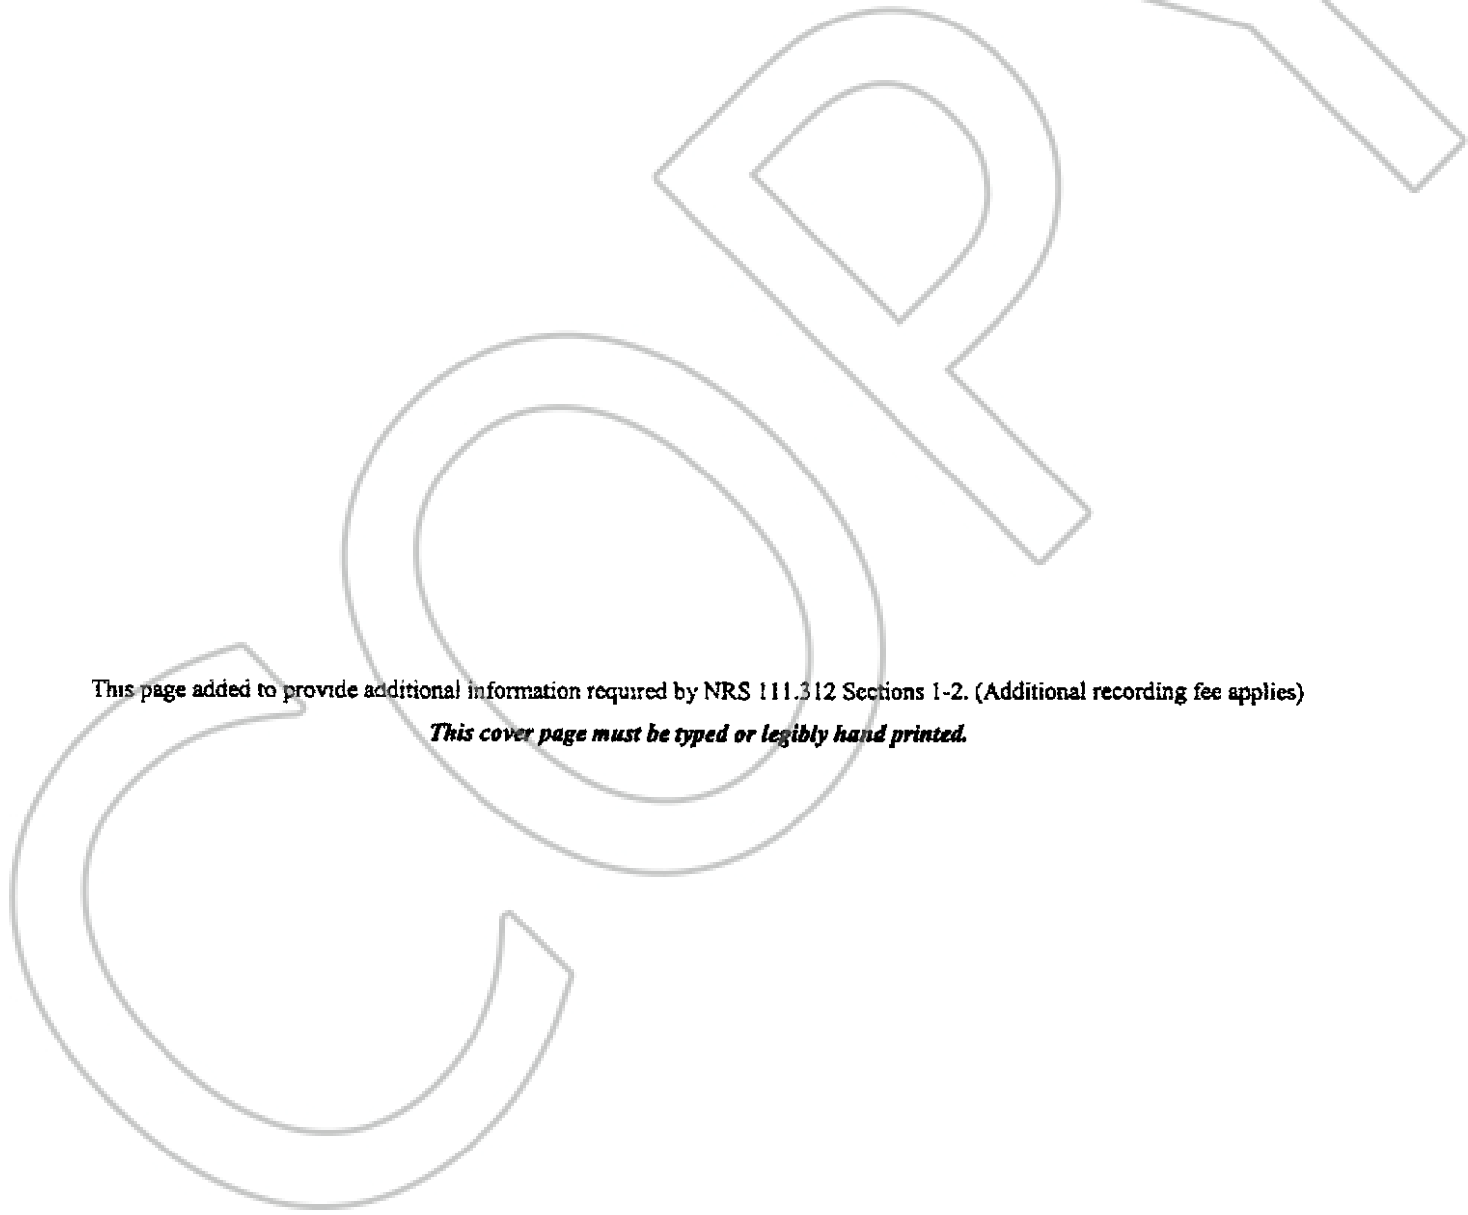 COPY
This page added to provide additional information required by NRS 111.312 Sections 1-2. (Additional recording fee applies)
This cover page must be typed or legibly hand printed.